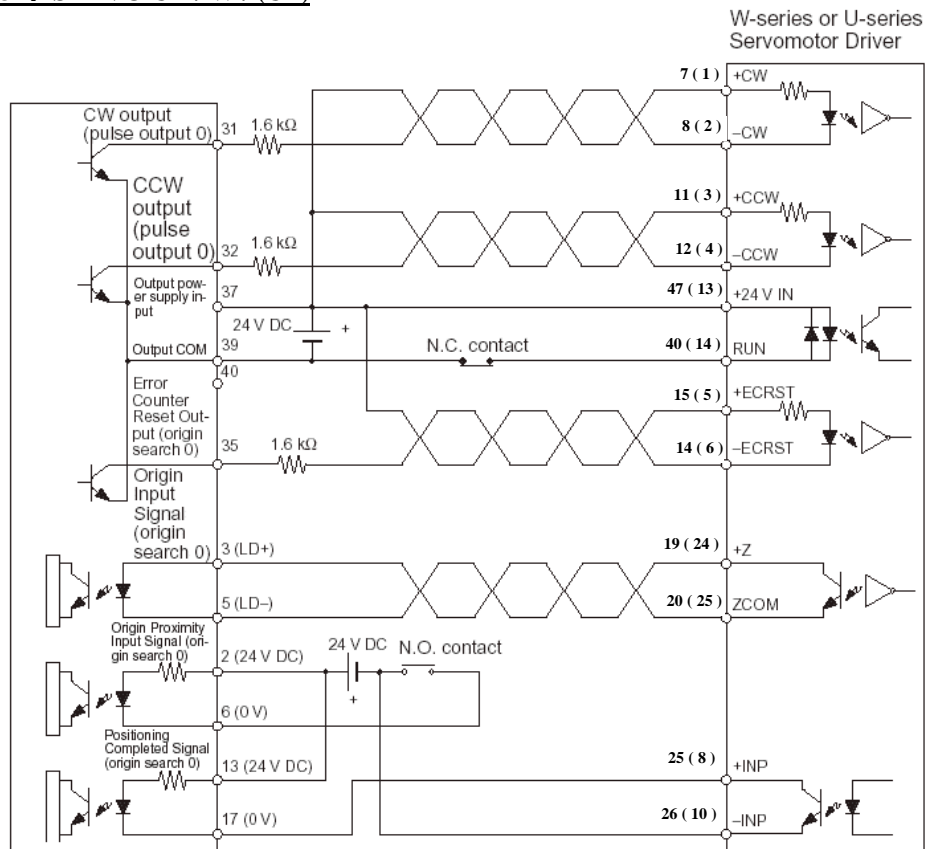 W-series or U-series
Servomotor Driver
7 ( 1 )
+CW
CW output
(pulse output 0)
31
1.6 kΩ
8 ( 2 )
–CW
CCW
output
(pulse
output 0)
11 ( 3 )
+CCW
32
1.6 kΩ
12 ( 4 )
–CCW
Output pow-
er supply in-
put
37
47 ( 13 )
+24 V IN
24 V DC
+
Output COM
39
N.C. contact
40 ( 14 )
RUN
40
Error
Counter
Reset Out-
put (origin
search 0)
15 ( 5 )
+ECRST
35
1.6 kΩ
14 ( 6 )
–ECRST
Origin
Input
Signal
(origin
search 0)
3 (LD+)
19 ( 24 )
+Z
5 (LD–)
20 ( 25 )
ZCOM
Origin Proximity
Input Signal (ori-
gin search 0)
2 (24 V DC)
24 V DC
N.O. contact
+
6 (0 V)
Positioning
Completed Signal
(origin search 0)
13 (24 V DC)
25 ( 8 )
+INP
17 (0 V)
26 ( 10 )
–INP